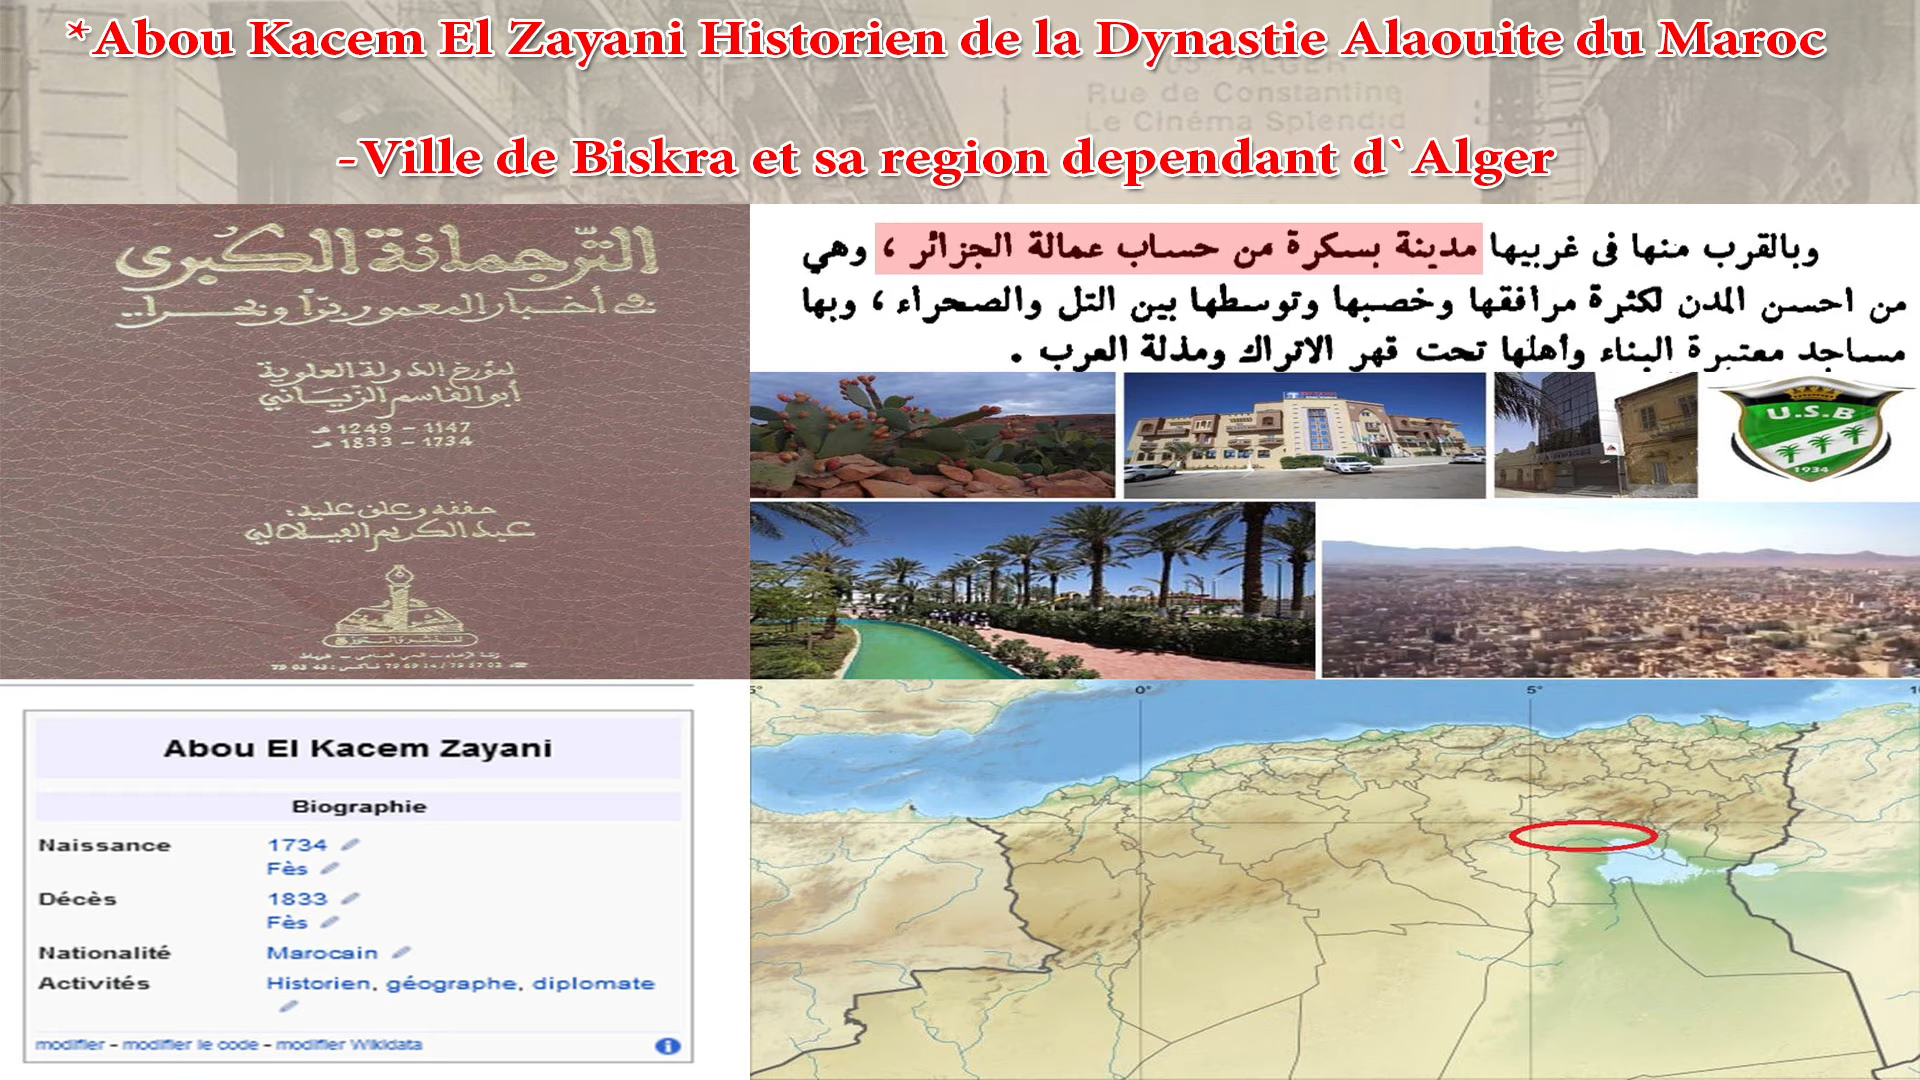 *Abou Kacem El Zayani Historien de la Dynastie Alaouite du Maroc
ALGER
Rue de Constantine
Le Cinéma Splendid
-Ville de Biskra et sa region dependant d`Alger
الترجمانة الكبرى
في أخبار المعمور برّا وبحرا..
لمؤرخ الدولة العلوية
أبو القاسم الزياني
1147 – 1249 هـ
1734 – 1833 مـ
حققه وعلق عليه:
عبد الكريم الفيلالي
وبالقرب منها فى غربيها مدينة بسكرة من حساب عمالة الجزائر ، وهي
من احسن المدن لكثرة مرافقها وخصبها وتوسطها بين التل والصحراء ، وبها
مساجد معتبرة البناء وأهلها تحت قهر الاتراك ومذلة العرب .
U.S.B
1934
Abou El Kacem Zayani
Biographie
Naissance 1734
Fès
Décès 1833
Fès
Nationalité Marocain
Activités Historien, géographe, diplomate
modifier - modifier le code - modifier Wikidata
5° 0° 5° 10